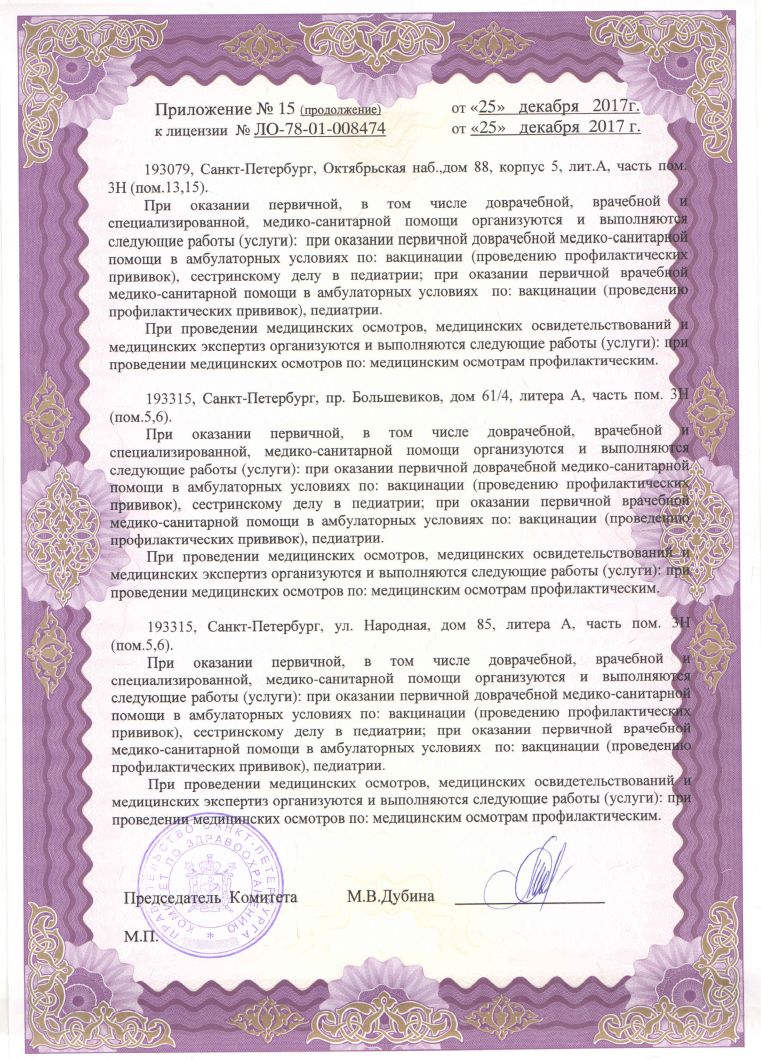 Приложение № 15 (продолжение) от «25» декабря 2017г.
к лицензии № ЛО-78-01-008474 от «25» декабря 2017 г.
193079, Санкт-Петербург, Октябрьская наб.,дом 88, корпус 5, лит.А, часть пом.
3Н (пом.13,15).
При оказании первичной, в том числе доврачебной, врачебной и
специализированной, медико-санитарной помощи организуются и выполняются
следующие работы (услуги): при оказании первичной доврачебной медико-санитарной
помощи в амбулаторных условиях по: вакцинации (проведению профилактических
прививок), сестринскому делу в педиатрии; при оказании первичной врачебной
медико-санитарной помощи в амбулаторных условиях по: вакцинации (проведению
профилактических прививок), педиатрии.
При проведении медицинских осмотров, медицинских освидетельствований и
медицинских экспертиз организуются и выполняются следующие работы (услуги): при
проведении медицинских осмотров по: медицинским осмотрам профилактическим.
193315, Санкт-Петербург, пр. Большевиков, дом 61/4, литера А, часть пом. 3Н
(пом.5,6).
При оказании первичной, в том числе доврачебной, врачебной и
специализированной, медико-санитарной помощи организуются и выполняются
следующие работы (услуги): при оказании первичной доврачебной медико-санитарной
помощи в амбулаторных условиях по: вакцинации (проведению профилактических
прививок), сестринскому делу в педиатрии; при оказании первичной врачебной
медико-санитарной помощи в амбулаторных условиях по: вакцинации (проведению
профилактических прививок), педиатрии.
При проведении медицинских осмотров, медицинских освидетельствований и
медицинских экспертиз организуются и выполняются следующие работы (услуги): при
проведении медицинских осмотров по: медицинским осмотрам профилактическим.
193315, Санкт-Петербург, ул. Народная, дом 85, литера А, часть пом. 3Н
(пом.5,6).
При оказании первичной, в том числе доврачебной, врачебной и
специализированной, медико-санитарной помощи организуются и выполняются
следующие работы (услуги): при оказании первичной доврачебной медико-санитарной
помощи в амбулаторных условиях по: вакцинации (проведению профилактических
прививок), сестринскому делу в педиатрии; при оказании первичной врачебной
медико-санитарной помощи в амбулаторных условиях по: вакцинации (проведению
профилактических прививок), педиатрии.
При проведении медицинских осмотров, медицинских освидетельствований и
медицинских экспертиз организуются и выполняются следующие работы (услуги): при
проведении медицинских осмотров по: медицинским осмотрам профилактическим.
ПРАВИТЕЛЬСТВО САНКТ-ПЕТЕРБУРГА
КОМИТЕТ ПО ЗДРАВООХРАНЕНИЮ
Председатель Комитета М.В.Дубина
М.П.